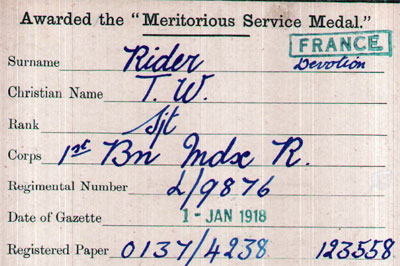 Awarded the "Meritorious Service Medal."
FRANCE
Surname Rider Devotion
Christian Name T. W.
Rank Sjt
Corps 1st Bn Mdx R.
Regimental Number L/9876
Date of Gazette 1 - JAN 1918
Registered Paper 0137/4238 123558